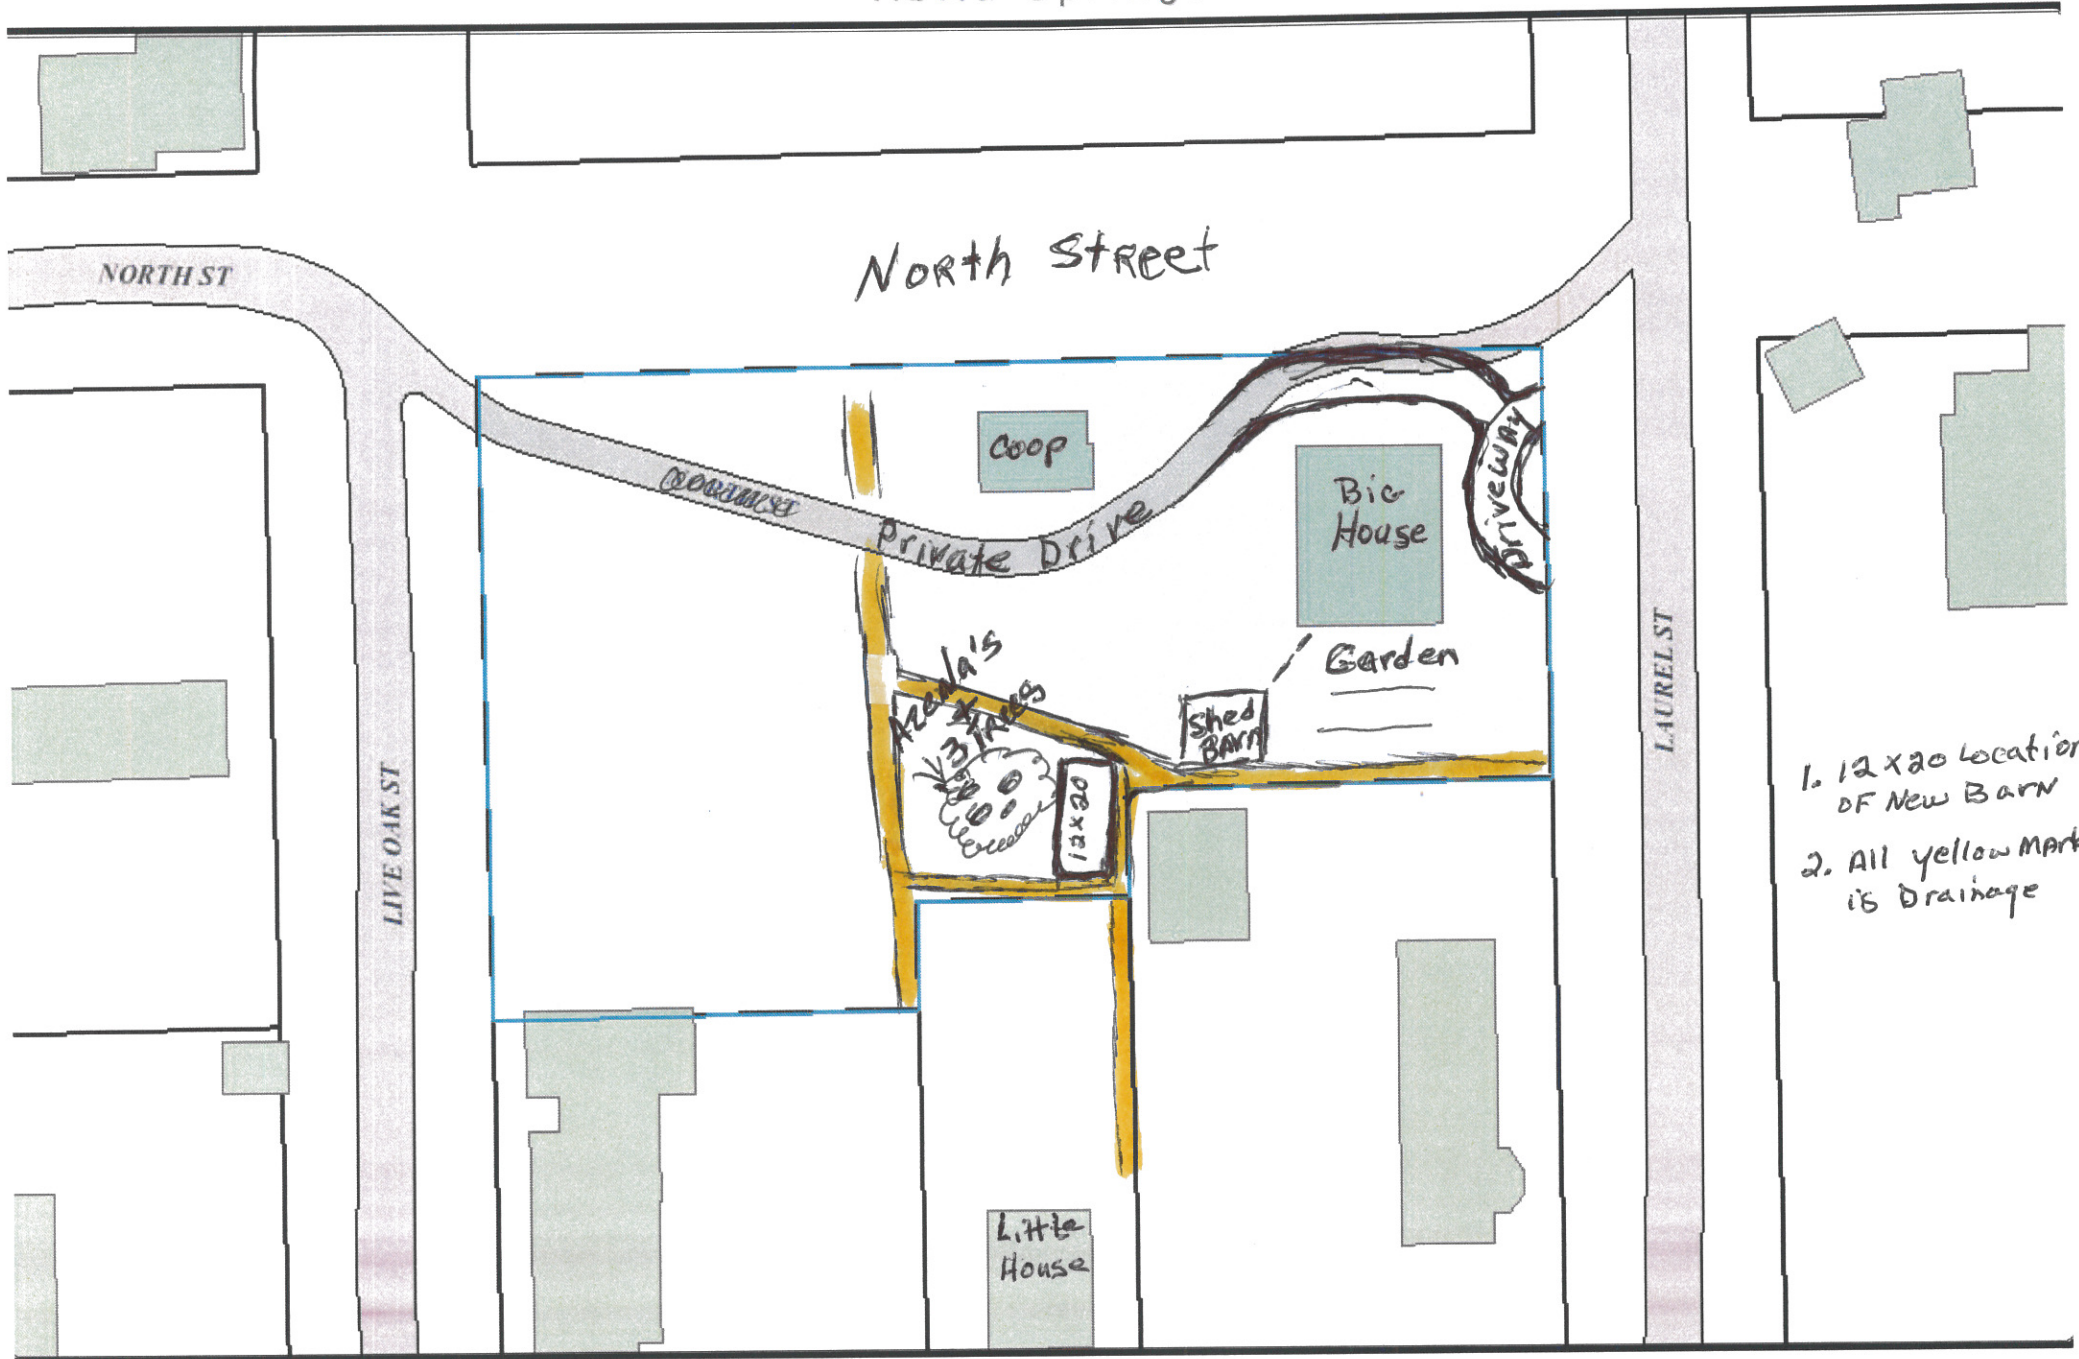 North Street
NORTH ST
Coop
Big
House
Driveway
Private Drive
Garden
Azeala's
&
3 Trees
Shed
BARN
12x20
LIVE OAK ST
LAUREL ST
1. 12x20 Location
OF New Barn
2. All yellow Mark
is Drainage
Little
House